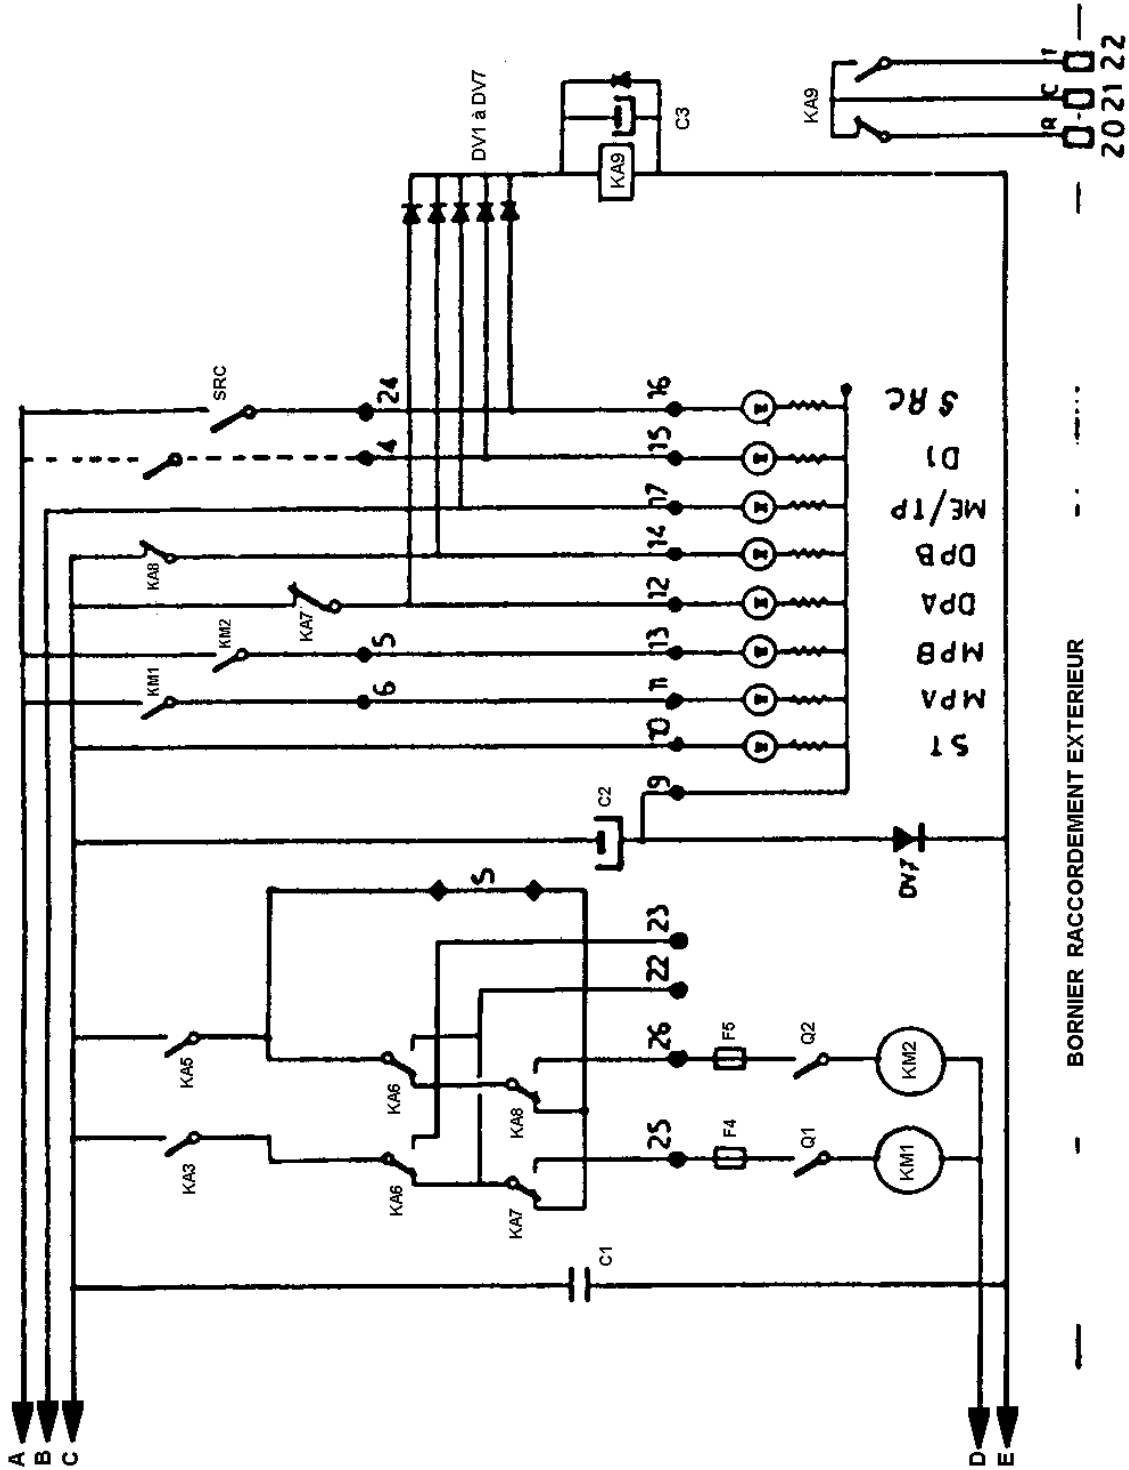 A
B
C
KM1
KA8
KA3
KA5
KM2
SRC
KA7
6
5
4
24
KA6
KA6
S
DV1 à DV7
KA7
KA8
C1
C2
KA9
25
26
22
23
9
10
11
13
12
14
17
15
16
C3
F4
F5
Q1
Q2
KA9
KM1
KM2
DV7
ST
MPA
MPB
DPA
DPB
ME/TP
D1
SRC
D
E
R
C
T
BORNIER RACCORDEMENT EXTERIEUR
20 21 22